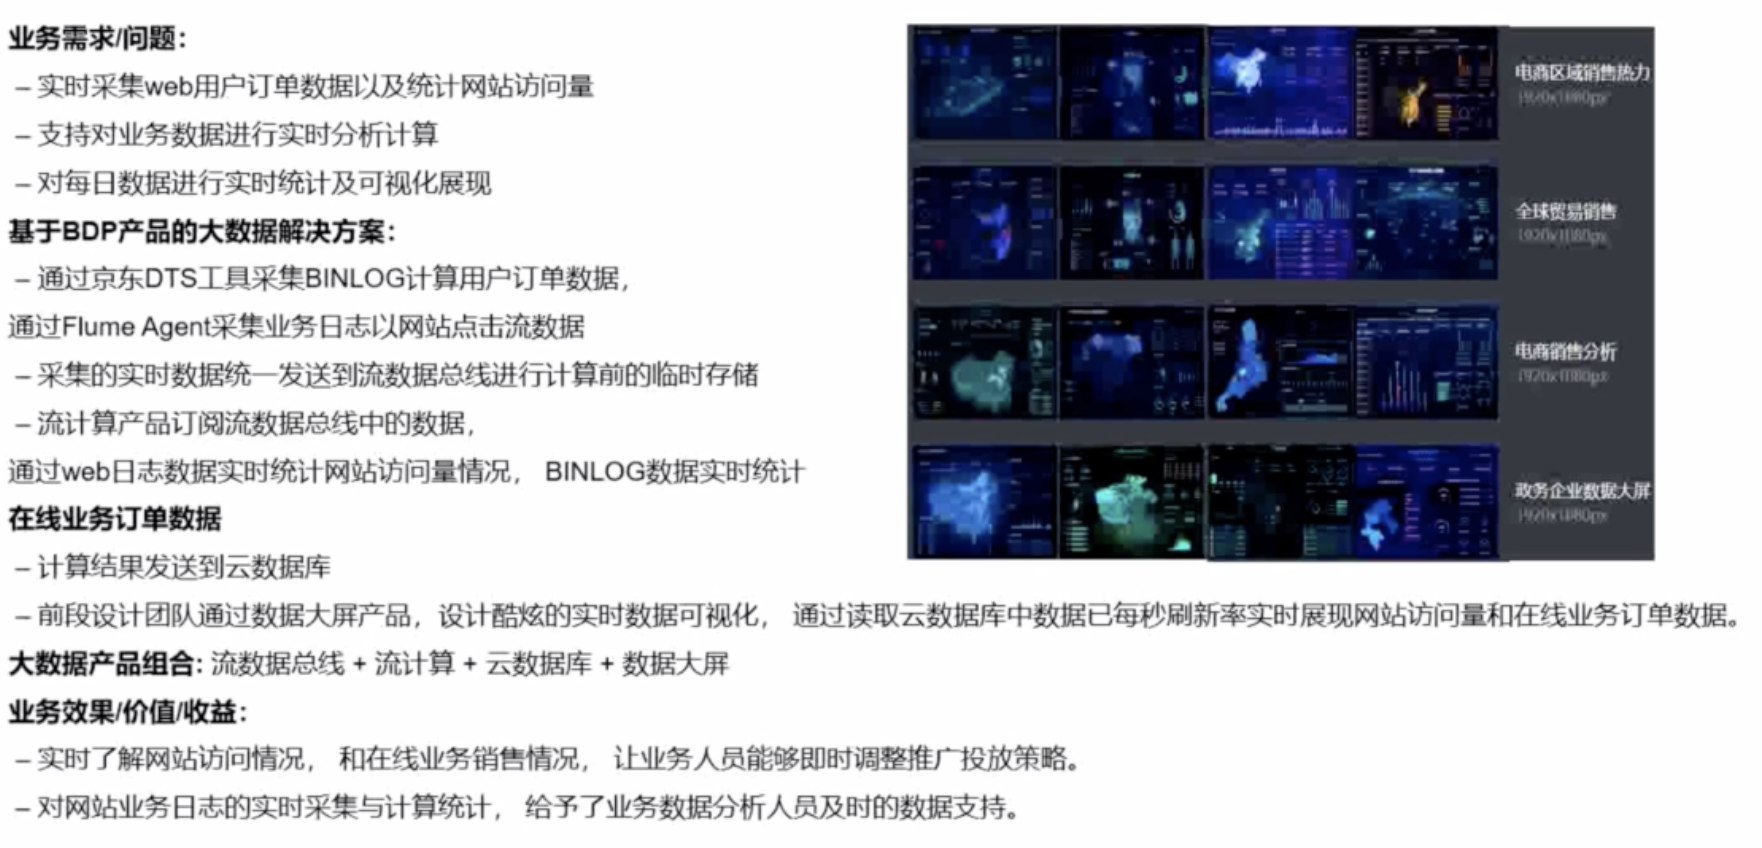 业务需求/问题：
– 实时采集web用户订单数据以及统计网站访问量
– 支持对业务数据进行实时分析计算
– 对每日数据进行实时统计及可视化展现
基于BDP产品的大数据解决方案：
– 通过京东DTS工具采集BINLOG计算用户订单数据，
通过Flume Agent采集业务日志以网站点击流数据
– 采集的实时数据统一发送到流数据总线进行计算前的临时存储
– 流计算产品订阅流数据总线中的数据，
通过web日志数据实时统计网站访问量情况， BINLOG数据实时统计
在线业务订单数据
– 计算结果发送到云数据库
– 前段设计团队通过数据大屏产品，设计酷炫的实时数据可视化， 通过读取云数据库中数据已每秒刷新率实时展现网站访问量和在线业务订单数据。
大数据产品组合: 流数据总线 + 流计算 + 云数据库 + 数据大屏
业务效果/价值/收益：
– 实时了解网站访问情况， 和在线业务销售情况， 让业务人员能够即时调整推广投放策略。
– 对网站业务日志的实时采集与计算统计， 给予了业务数据分析人员及时的数据支持。
电商区域销售热力
1920x1080px
全球贸易销售
1920x1080px
电商销售分析
1920x1080px
政务企业数据大屏
1920x1080px